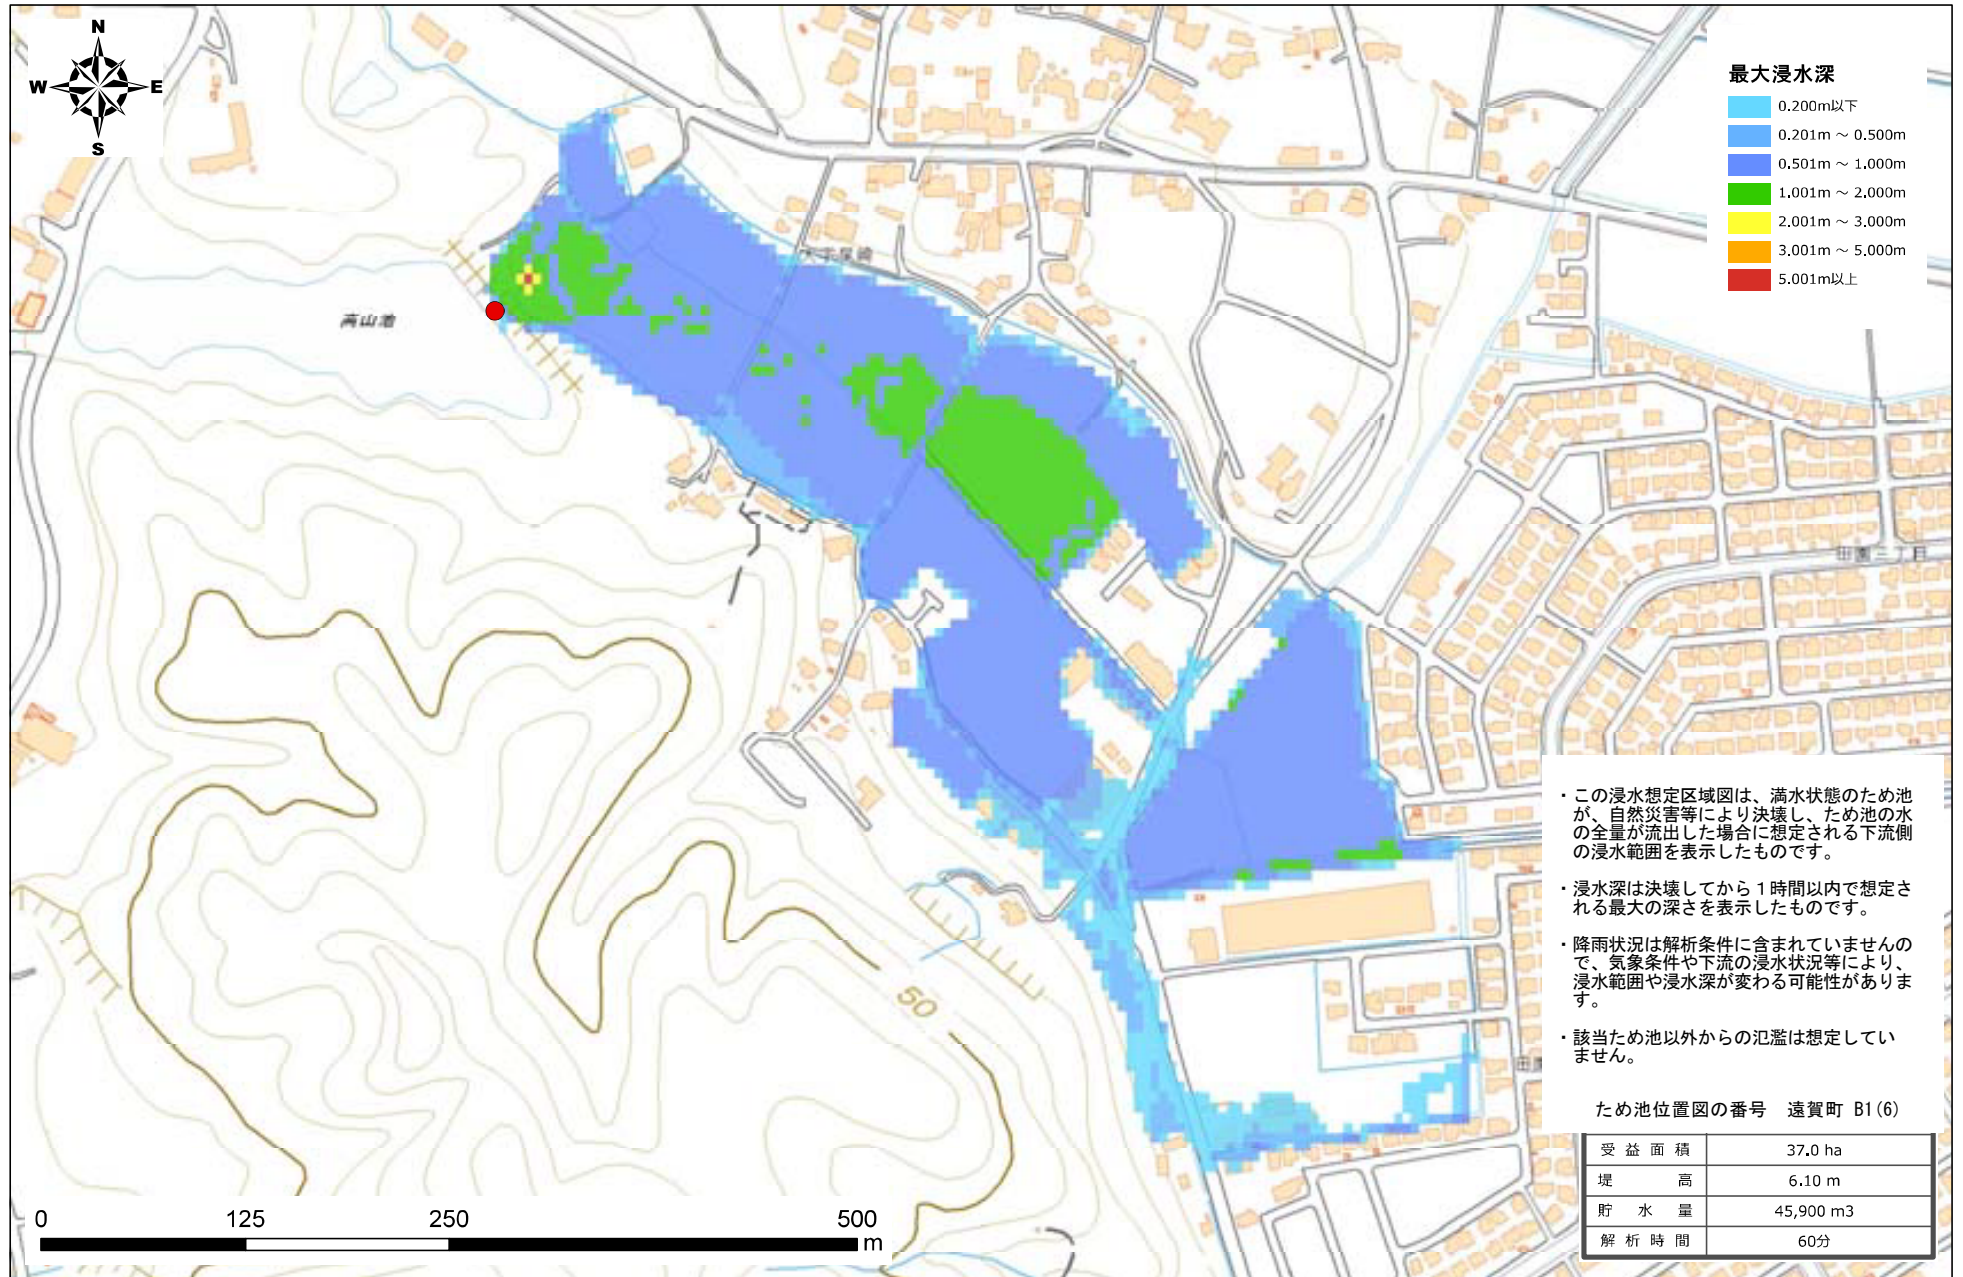 N
W
E
S
最大浸水深
0.200m以下
0.201m ～ 0.500m
0.501m ～ 1.000m
1.001m ～ 2.000m
2.001m ～ 3.000m
3.001m ～ 5.000m
5.001m以上
高山池
田園三丁目
50
・この浸水想定区域図は、満水状態のため池
が、自然災害等により決壊し、ため池の水
の全量が流出した場合に想定される下流側
の浸水範囲を表示したものです。
・浸水深は決壊してから１時間以内で想定さ
れる最大の深さを表示したものです。
・降雨状況は解析条件に含まれていませんの
で、気象条件や下流の浸水状況等により、
浸水範囲や浸水深が変わる可能性がありま
す。
・該当ため池以外からの氾濫は想定してい
ません。
ため池位置図の番号　遠賀町 B1(6)
受益面積 37.0 ha
堤高 6.10 m
貯水量 45,900 m3
解析時間 60分
0 125 250 500
m